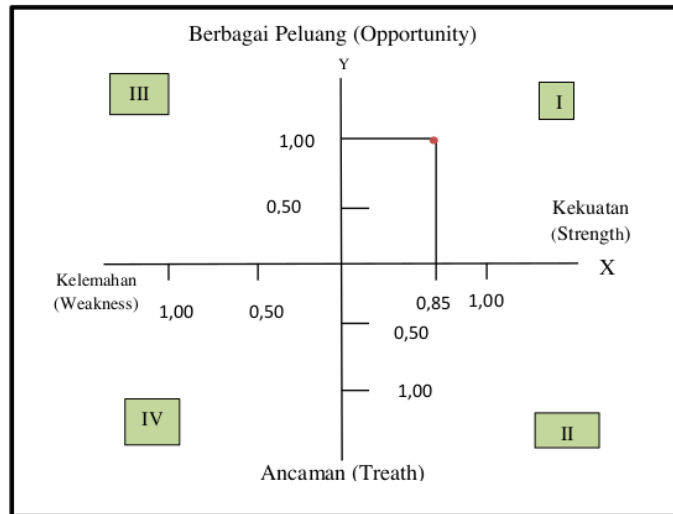 Berbagai Peluang (Opportunity)
Y
III
I
1,00
0,50
Kekuatan
(Strength)
X
Kelemahan
(Weakness)
1,00
0,50
0,85
1,00
0,50
1,00
IV
II
Ancaman (Treath)